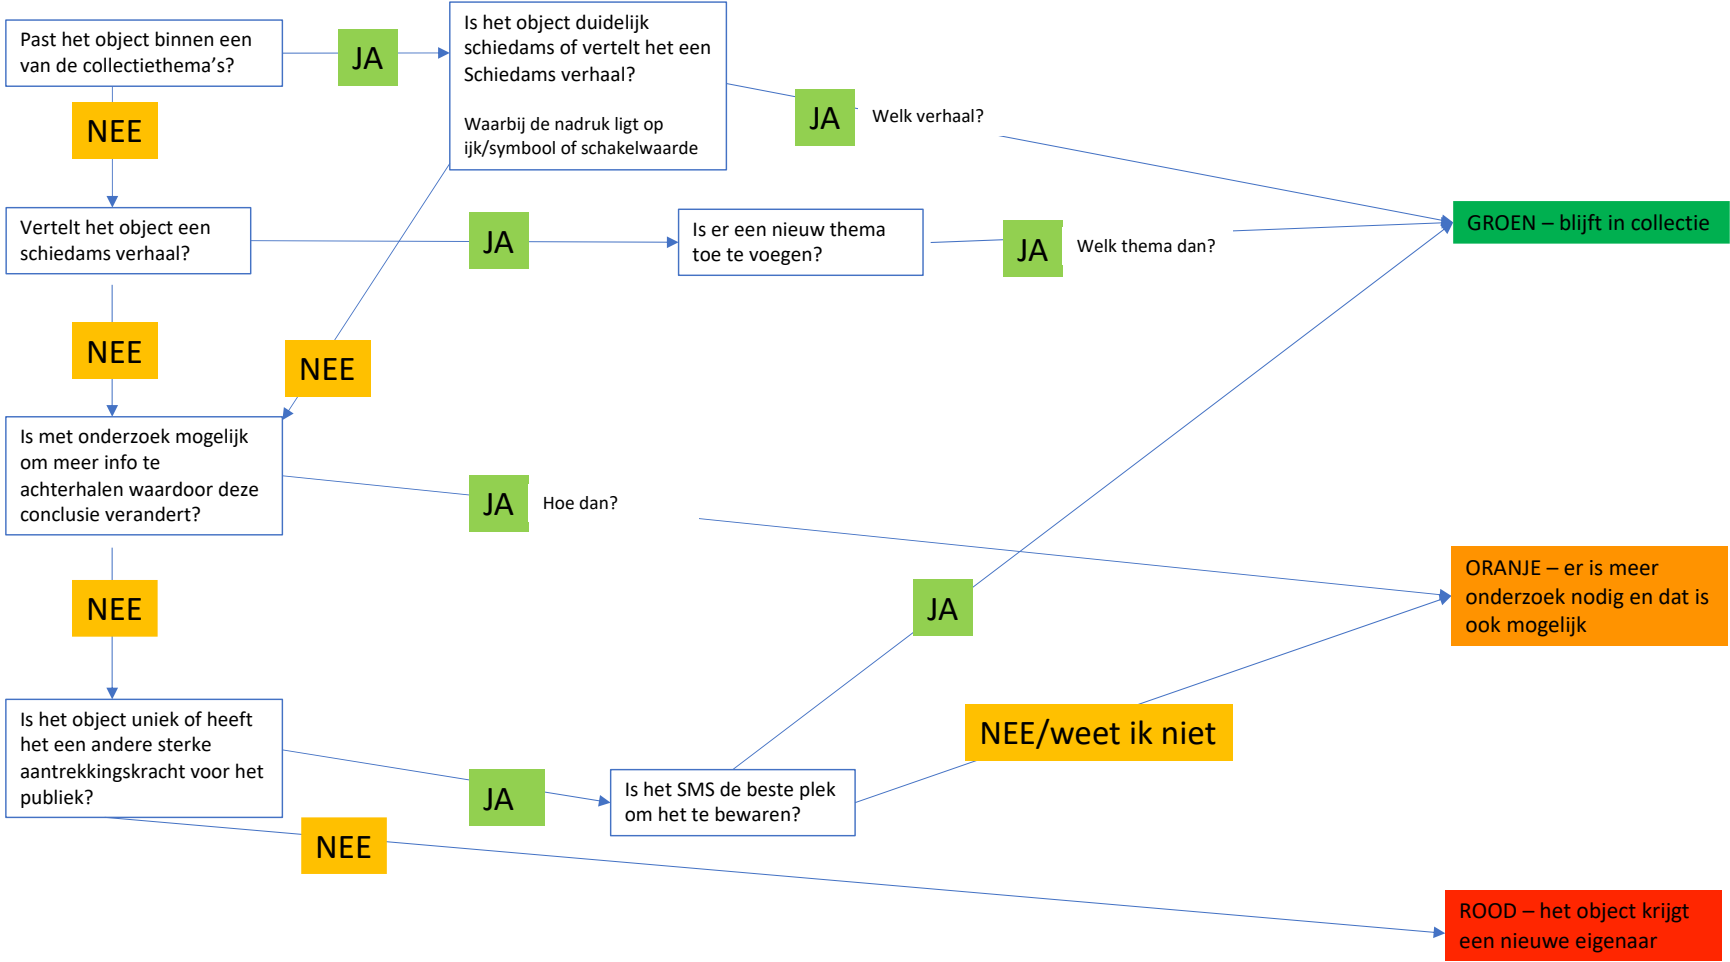 Past het object binnen een
van de collectiethema's?
JA
Is het object duidelijk
schiedams of vertelt het een
Schiedams verhaal?
Waarbij de nadruk ligt op
ijk/symbool of schakelwaarde
JA
Welk verhaal?
NEE
Vertelt het object een
schiedams verhaal?
JA
Is er een nieuw thema
toe te voegen?
JA
Welk thema dan?
GROEN – blijft in collectie
NEE
NEE
Is met onderzoek mogelijk
om meer info te
achterhalen waardoor deze
conclusie verandert?
JA
Hoe dan?
ORANJE – er is meer
onderzoek nodig en dat is
ook mogelijk
NEE
JA
Is het object uniek of heeft
het een andere sterke
aantrekkingskracht voor het
publiek?
JA
Is het SMS de beste plek
om het te bewaren?
NEE/weet ik niet
NEE
ROOD – het object krijgt
een nieuwe eigenaar